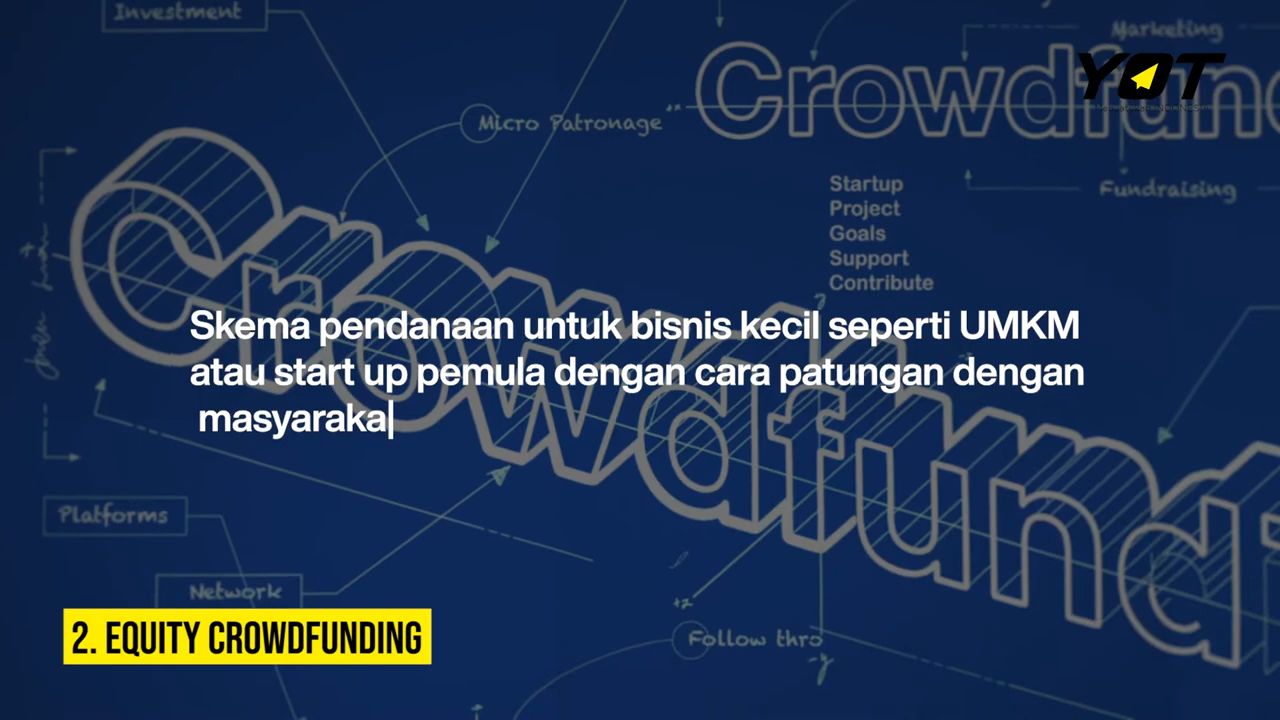 Investment
Marketing
YOT
Crowdfund
Micro Patronage
Fundraising
Startup
Project
Goals
Support
Contribute
Crowdfundi
Skema pendanaan untuk bisnis kecil seperti UMKM
atau start up pemula dengan cara patungan dengan
masyaraka
Platforms
Network
2. EQUITY CROWDFUNDING
Follow thro